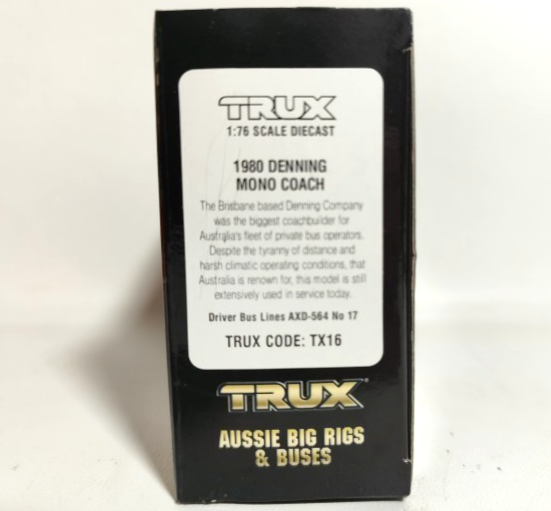 TRUX
1:76 SCALE DIECAST
1980 DENNING
MONO COACH
The Brisbane based Denning Company
was the biggest coachbuilder for
Australia's fleet of private bus operators.
Despite the tyranny of distance and
harsh climatic operating conditions, that
Australia is renown for, this model is still
extensively used in service today.
Driver Bus Lines AXD-564 No 17
TRUX CODE: TX16
TRUX
AUSSIE BIG RIGS
& BUSES